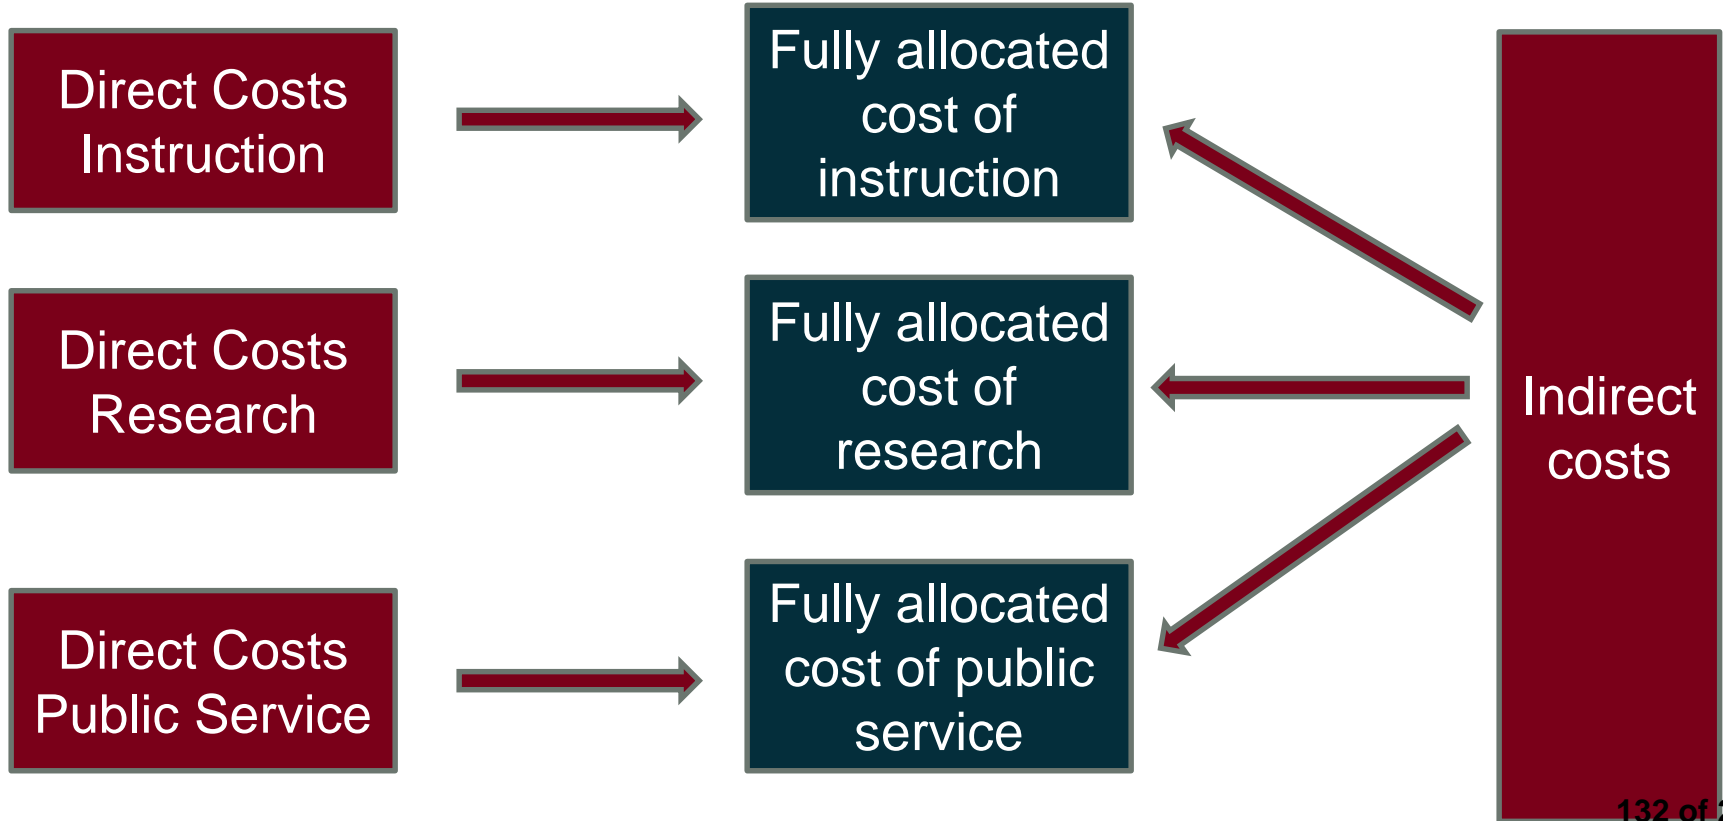 Direct Costs
Instruction
Fully allocated
cost of
instruction
Direct Costs
Research
Fully allocated
cost of
research
Direct Costs
Public Service
Fully allocated
cost of public
service
Indirect
costs
132 of